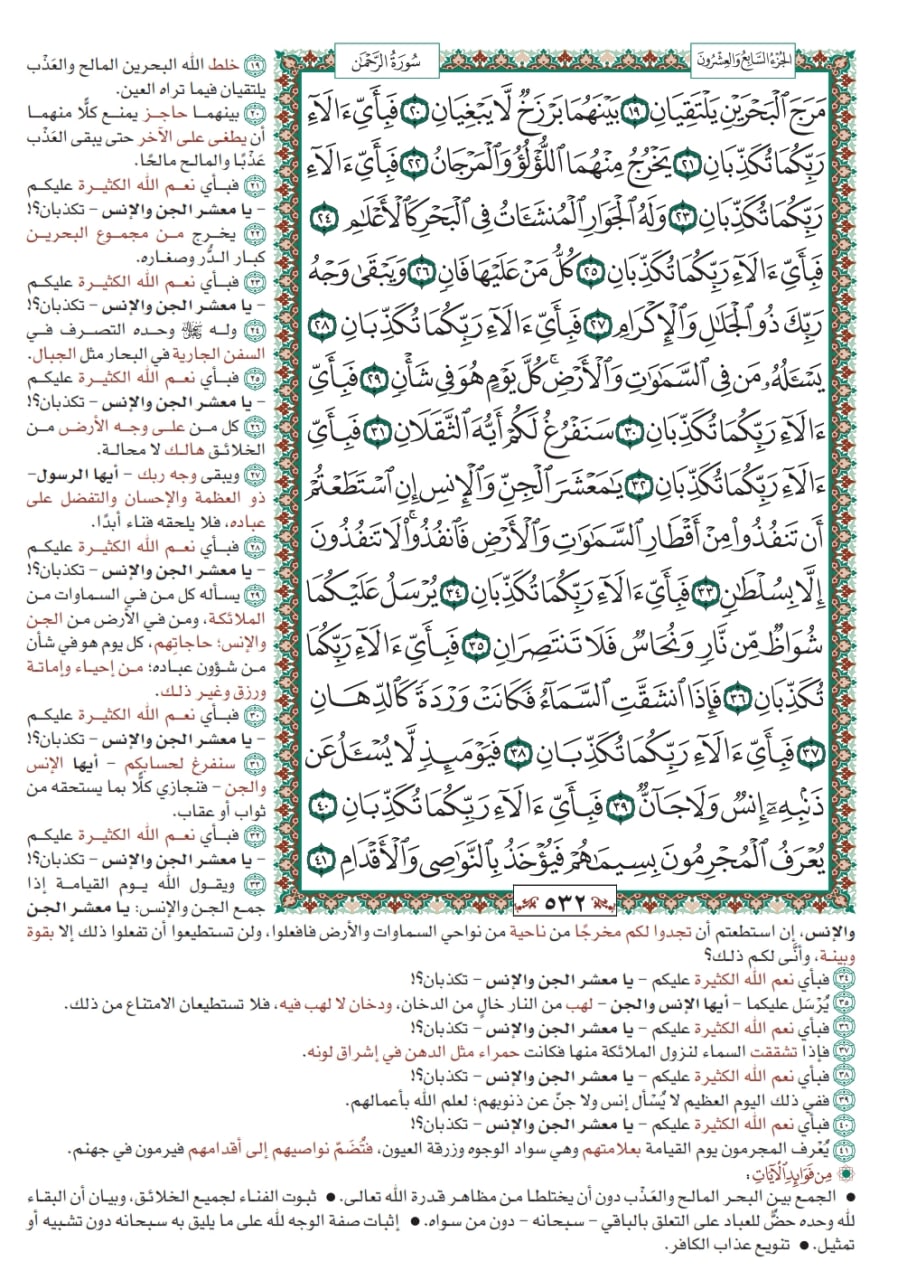 الجزء السابع والعشرون
سورة الرحمن
مَرَجَ ٱلْبَحْرَيْنِ يَلْتَقِيَانِ ١٩ بَيْنَهُمَا بَرْزَخٌ لَّا يَبْغِيَانِ ٢٠ فَبِأَيِّ ءَالَآءِ
رَبِّكُمَا تُكَذِّبَانِ ٢١ يَخْرُجُ مِنْهُمَا ٱللُّؤْلُؤُ وَٱلْمَرْجَانُ ٢٢ فَبِأَيِّ ءَالَآءِ
رَبِّكُمَا تُكَذِّبَانِ ٢٣ وَلَهُ ٱلْجَوَارِ ٱلْمُنشَـَٔاتُ فِي ٱلْبَحْرِ كَٱلْأَعْلَٰمِ ٢٤
فَبِأَيِّ ءَالَآءِ رَبِّكُمَا تُكَذِّبَانِ ٢٥ كُلُّ مَنْ عَلَيْهَا فَانٍ ٢٦ وَيَبْقَىٰ وَجْهُ
رَبِّكَ ذُو ٱلْجَلَٰلِ وَٱلْإِكْرَامِ ٢٧ فَبِأَيِّ ءَالَآءِ رَبِّكُمَا تُكَذِّبَانِ ٢٨
يَسْـَٔلُهُۥ مَن فِي ٱلسَّمَٰوَٰتِ وَٱلْأَرْضِۚ كُلَّ يَوْمٍ هُوَ فِي شَأْنٍ ٢٩ فَبِأَيِّ
ءَالَآءِ رَبِّكُمَا تُكَذِّبَانِ ٣٠ سَنَفْرُغُ لَكُمْ أَيُّهَ ٱلثَّقَلَانِ ٣١ فَبِأَيِّ
ءَالَآءِ رَبِّكُمَا تُكَذِّبَانِ ٣٢ يَٰمَعْشَرَ ٱلْجِنِّ وَٱلْإِنسِ إِنِ ٱسْتَطَعْتُمْ
أَن تَنفُذُوا۟ مِنْ أَقْطَارِ ٱلسَّمَٰوَٰتِ وَٱلْأَرْضِ فَٱنفُذُوا۟ۚ لَا تَنفُذُونَ
إِلَّا بِسُلْطَٰنٍ ٣٣ فَبِأَيِّ ءَالَآءِ رَبِّكُمَا تُكَذِّبَانِ ٣٤ يُرْسَلُ عَلَيْكُمَا
شُوَاظٌ مِّن نَّارٍ وَنُحَاسٌ فَلَا تَنتَصِرَانِ ٣٥ فَبِأَيِّ ءَالَآءِ رَبِّكُمَا
تُكَذِّبَانِ ٣٦ فَإِذَا ٱنشَقَّتِ ٱلسَّمَآءُ فَكَانَتْ وَرْدَةً كَٱلدِّهَانِ
٣٧ فَبِأَيِّ ءَالَآءِ رَبِّكُمَا تُكَذِّبَانِ ٣٨ فَيَوْمَئِذٍ لَّا يُسْـَٔلُ عَن
ذَنۢبِهِۦٓ إِنسٌ وَلَا جَآنٌّ ٣٩ فَبِأَيِّ ءَالَآءِ رَبِّكُمَا تُكَذِّبَانِ ٤٠
يُعْرَفُ ٱلْمُجْرِمُونَ بِسِيمَٰهُمْ فَيُؤْخَذُ بِٱلنَّوَٰصِي وَٱلْأَقْدَامِ ٤١
٥٣٢
١٩ خلط الله البحرين المالح والعَذْب
يلتقيان فيما تراه العين.
٢٠ بينهما حاجز يمنع كلًّا منهما
أن يطغى على الآخر حتى يبقى العَذْب
عَذْبًا والمالح مالحًا.
٢١ فبأي نعم الله الكثيرة عليكم
- يا معشر الجن والإنس - تكذبان؟!
٢٢ يخرج من مجموع البحرين
كبار الدُّر وصغاره.
٢٣ فبأي نعم الله الكثيرة عليكم
- يا معشر الجن والإنس - تكذبان؟!
٢٤ وله ﷻ وحده التصرف في
السفن الجارية في البحار مثل الجبال.
٢٥ فبأي نعم الله الكثيرة عليكم
- يا معشر الجن والإنس - تكذبان؟!
٢٦ كل من على وجه الأرض من
الخلائق هالك لا محالة.
٢٧ ويبقى وجه ربك - أيها الرسول-
ذو العظمة والإحسان والتفضل على
عباده، فلا يلحقه فناء أبدًا.
٢٨ فبأي نعم الله الكثيرة عليكم
- يا معشر الجن والإنس - تكذبان؟!
٢٩ يسأله كل من في السماوات من
الملائكة، ومن في الأرض من الجن
والإنس؛ حاجاتِهم، كل يوم هو في شأن
من شؤون عباده؛ من إحياء وإماتة
ورزق وغير ذلك.
٣٠ فبأي نعم الله الكثيرة عليكم
- يا معشر الجن والإنس - تكذبان؟!
٣١ سنفرغ لحسابكم - أيها الإنس
والجن - فنجازي كلًّا بما يستحقه من
ثواب أو عقاب.
٣٢ فبأي نعم الله الكثيرة عليكم
- يا معشر الجن والإنس - تكذبان؟!
٣٣ ويقول الله يوم القيامة إذا
جمع الجن والإنس: يا معشر الجن
والإنس، إن استطعتم أن تجدوا لكم مخرجًا من ناحية من نواحي السماوات والأرض فافعلوا، ولن تستطيعوا أن تفعلوا ذلك إلا بقوة
وبينة، وأنَّى لكم ذلك؟
٣٤ فبأي نعم الله الكثيرة عليكم - يا معشر الجن والإنس - تكذبان؟!
٣٥ يُرْسَل عليكما - أيها الإنس والجن - لهب من النار خالٍ من الدخان، ودخان لا لهب فيه، فلا تستطيعان الامتناع من ذلك.
٣٦ فبأي نعم الله الكثيرة عليكم - يا معشر الجن والإنس - تكذبان؟!
٣٧ فإذا تشققت السماء لنزول الملائكة منها فكانت حمراء مثل الدهن في إشراق لونه.
٣٨ فبأي نعم الله الكثيرة عليكم - يا معشر الجن والإنس - تكذبان؟!
٣٩ ففي ذلك اليوم العظيم لا يُسْأل إنس ولا جنّ عن ذنوبهم؛ لعلم الله بأعمالهم.
٤٠ فبأي نعم الله الكثيرة عليكم - يا معشر الجن والإنس - تكذبان؟!
٤١ يُعْرف المجرمون يوم القيامة بعلامتهم وهي سواد الوجوه وزرقة العيون، فتُضَمّ نواصيهم إلى أقدامهم فيرمون في جهنم.
من فوائد الآيات:
● الجمع بين البحر المالح والعَذْب دون أن يختلطا من مظاهر قدرة الله تعالى. ● ثبوت الفناء لجميع الخلائق، وبيان أن البقاء
لله وحده حضٌّ للعباد على التعلق بالباقي - سبحانه - دون من سواه. ● إثبات صفة الوجه لله على ما يليق به سبحانه دون تشبيه أو
تمثيل. ● تنويع عذاب الكافر.